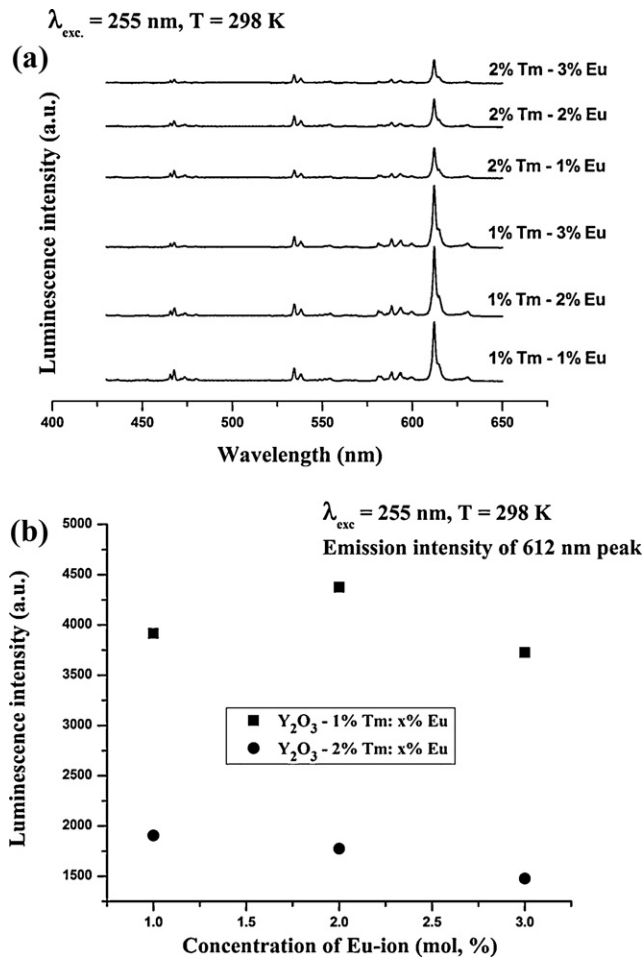 λexc. = 255 nm, T = 298 K
(a)
Luminescence intensity (a.u.)
2% Tm - 3% Eu
2% Tm - 2% Eu
2% Tm - 1% Eu
1% Tm - 3% Eu
1% Tm - 2% Eu
1% Tm - 1% Eu
400 450 500 550 600 650
Wavelength (nm)
(b)
λexc = 255 nm, T = 298 K
Emission intensity of 612 nm peak
Luminescence intensity (a.u.)
5000
4500
4000
3500
3000
2500
2000
1500
■ Y2O3 - 1% Tm: x% Eu
● Y2O3 - 2% Tm: x% Eu
1.0 1.5 2.0 2.5 3.0
Concentration of Eu-ion (mol, %)